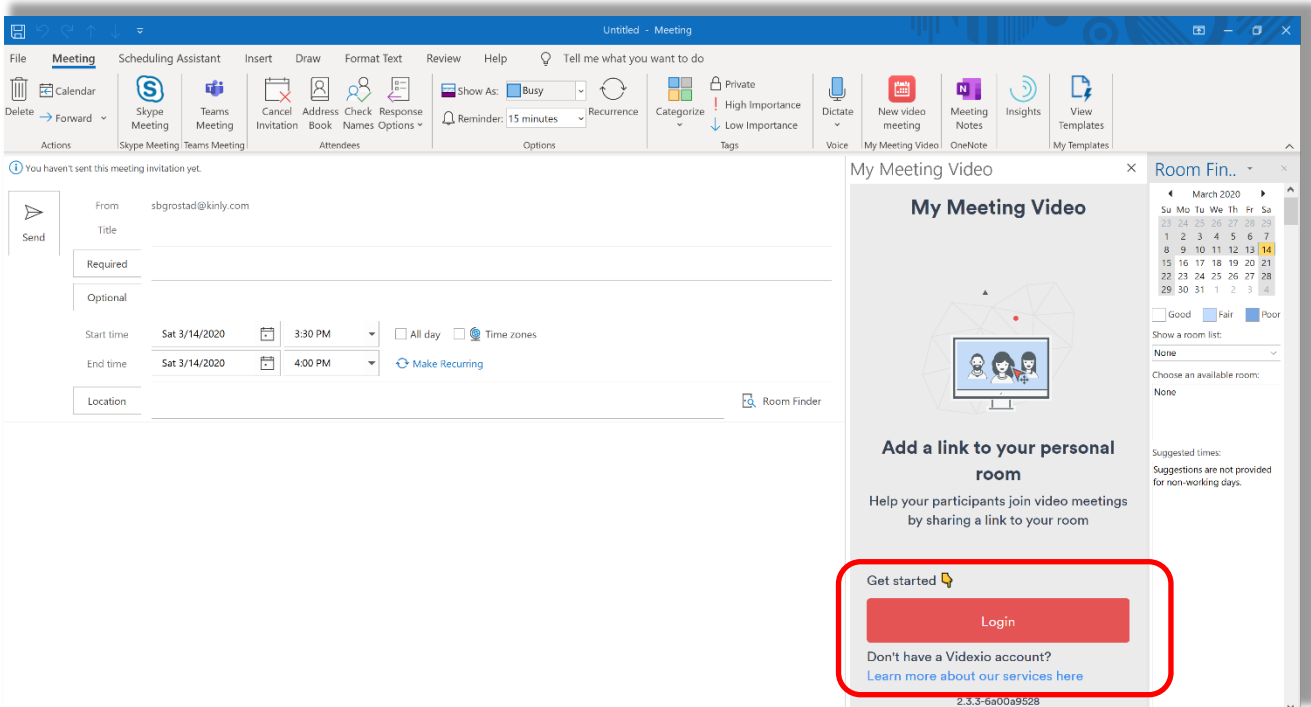 Untitled - Meeting
File Meeting Scheduling Assistant Insert Draw Format Text Review Help Tell me what you want to do
Delete
Calendar
Forward
Actions
Skype
Meeting
Skype Meeting
Teams
Meeting
Teams Meeting
Cancel
Invitation
Address
Book
Check
Names
Response
Options
Attendees
Show As: Busy
Reminder: 15 minutes
Recurrence
Options
Categorize
Private
High Importance
Low Importance
Tags
Dictate
Voice
New video
meeting
My Meeting Video
N
Meeting
Notes
OneNote
Insights
View
Templates
My Templates
You haven't sent this meeting invitation yet.
Send
From sbgrostad@kinly.com
Title
Required
Optional
Start time Sat 3/14/2020 3:30 PM All day Time zones
End time Sat 3/14/2020 4:00 PM Make Recurring
Location Room Finder
My Meeting Video
My Meeting Video
Add a link to your personal
room
Help your participants join video meetings
by sharing a link to your room
Get started
Login
Don't have a Videxio account?
Learn more about our services here
2.3.3-6a00a9528
Room Fin..
March 2020
Su Mo Tu We Th Fr Sa
23 24 25 26 27 28 29
1 2 3 4 5 6 7
8 9 10 11 12 13 14
15 16 17 18 19 20 21
22 23 24 25 26 27 28
29 30 31 1 2 3 4
Good Fair Poor
Show a room list:
None
Choose an available room:
None
Suggested times:
Suggestions are not provided
for non-working days.